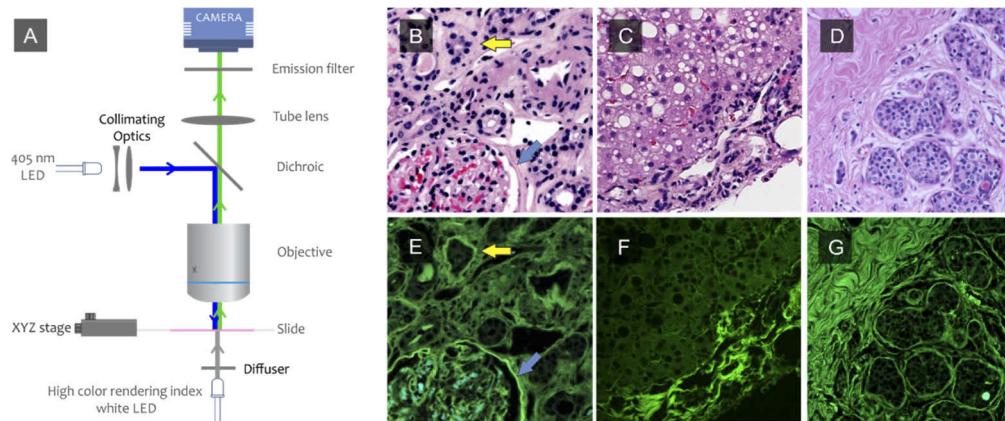 A
CAMERA
Emission filter
Tube lens
Collimating
Optics
405 nm
LED
Dichroic
Objective
X
XYZ stage
Slide
Diffuser
High color rendering index
white LED
B
C
D
E
F
G